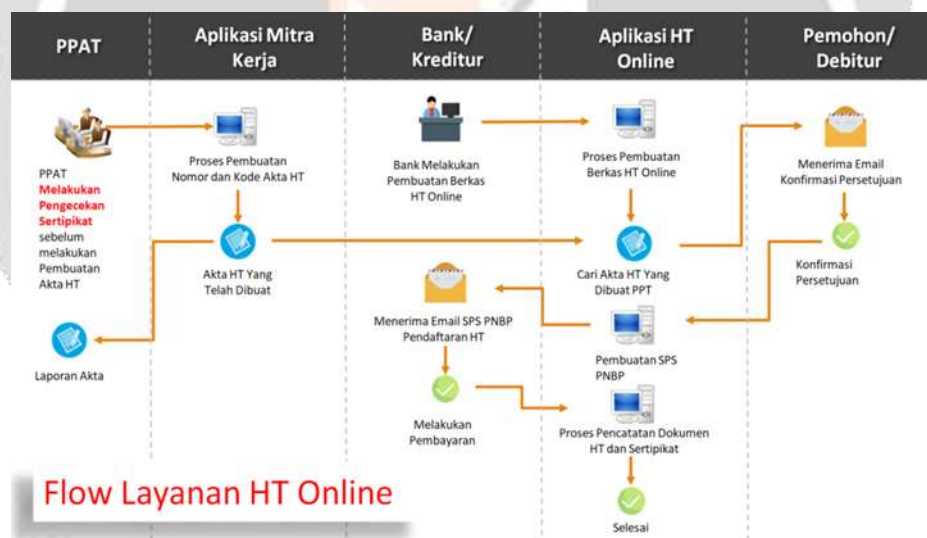 PPAT
Aplikasi Mitra
Kerja
Bank/
Kreditur
Aplikasi HT
Online
Pemohon/
Debitur
PPAT
Melakukan
Pengecekan
Sertipikat
sebelum
melakukan
Pembuatan
Akta HT
Proses Pembuatan
Nomor dan Kode Akta HT
Bank Melakukan
Pembuatan Berkas
HT Online
Proses Pembuatan
Berkas HT Online
Menerima Email
Konfirmasi Persetujuan
Akta HT Yang
Telah Dibuat
Cari Akta HT Yang
Dibuat PPT
Konfirmasi
Persetujuan
Menerima Email SPS PNBP
Pendaftaran HT
Pembuatan SPS
PNBP
Laporan Akta
Melakukan
Pembayaran
Proses Pencatatan Dokumen
HT dan Sertipikat
Flow Layanan HT Online
Selesai